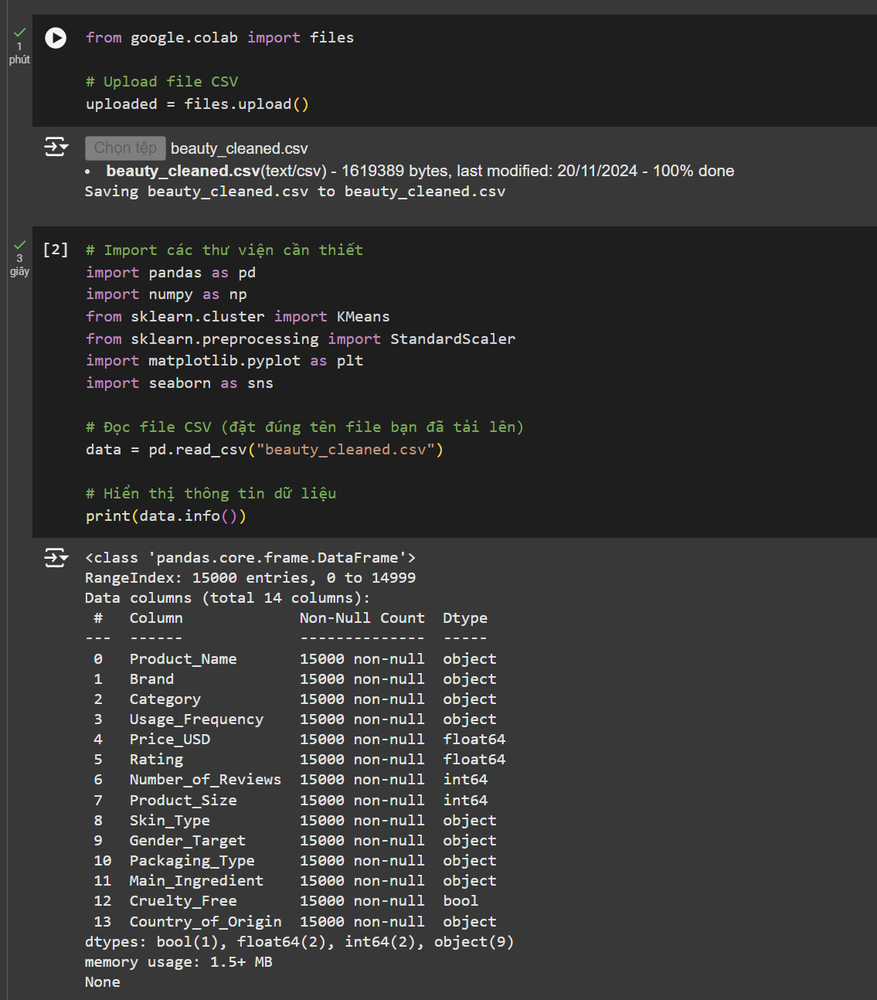 1
phút
from google.colab import files
# Upload file CSV
uploaded = files.upload()
Chọn tệp beauty_cleaned.csv
• beauty_cleaned.csv(text/csv) - 1619389 bytes, last modified: 20/11/2024 - 100% done
Saving beauty_cleaned.csv to beauty_cleaned.csv
3
giây
[2] # Import các thư viện cần thiết
import pandas as pd
import numpy as np
from sklearn.cluster import KMeans
from sklearn.preprocessing import StandardScaler
import matplotlib.pyplot as plt
import seaborn as sns
# Đọc file CSV (đặt đúng tên file bạn đã tải lên)
data = pd.read_csv("beauty_cleaned.csv")
# Hiển thị thông tin dữ liệu
print(data.info())
<class 'pandas.core.frame.DataFrame'>
RangeIndex: 15000 entries, 0 to 14999
Data columns (total 14 columns):
 #   Column             Non-Null Count  Dtype
---  ------             --------------  -----
 0   Product_Name       15000 non-null  object
 1   Brand              15000 non-null  object
 2   Category           15000 non-null  object
 3   Usage_Frequency    15000 non-null  object
 4   Price_USD          15000 non-null  float64
 5   Rating             15000 non-null  float64
 6   Number_of_Reviews  15000 non-null  int64
 7   Product_Size       15000 non-null  int64
 8   Skin_Type          15000 non-null  object
 9   Gender_Target      15000 non-null  object
 10  Packaging_Type     15000 non-null  object
 11  Main_Ingredient    15000 non-null  object
 12  Cruelty_Free       15000 non-null  bool
 13  Country_of_Origin  15000 non-null  object
dtypes: bool(1), float64(2), int64(2), object(9)
memory usage: 1.5+ MB
None